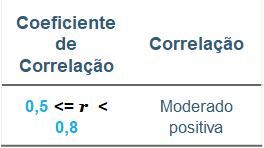 Coeficiente
de
Correlação
Correlação
0,5 <= r <
0,8
Moderado
positiva